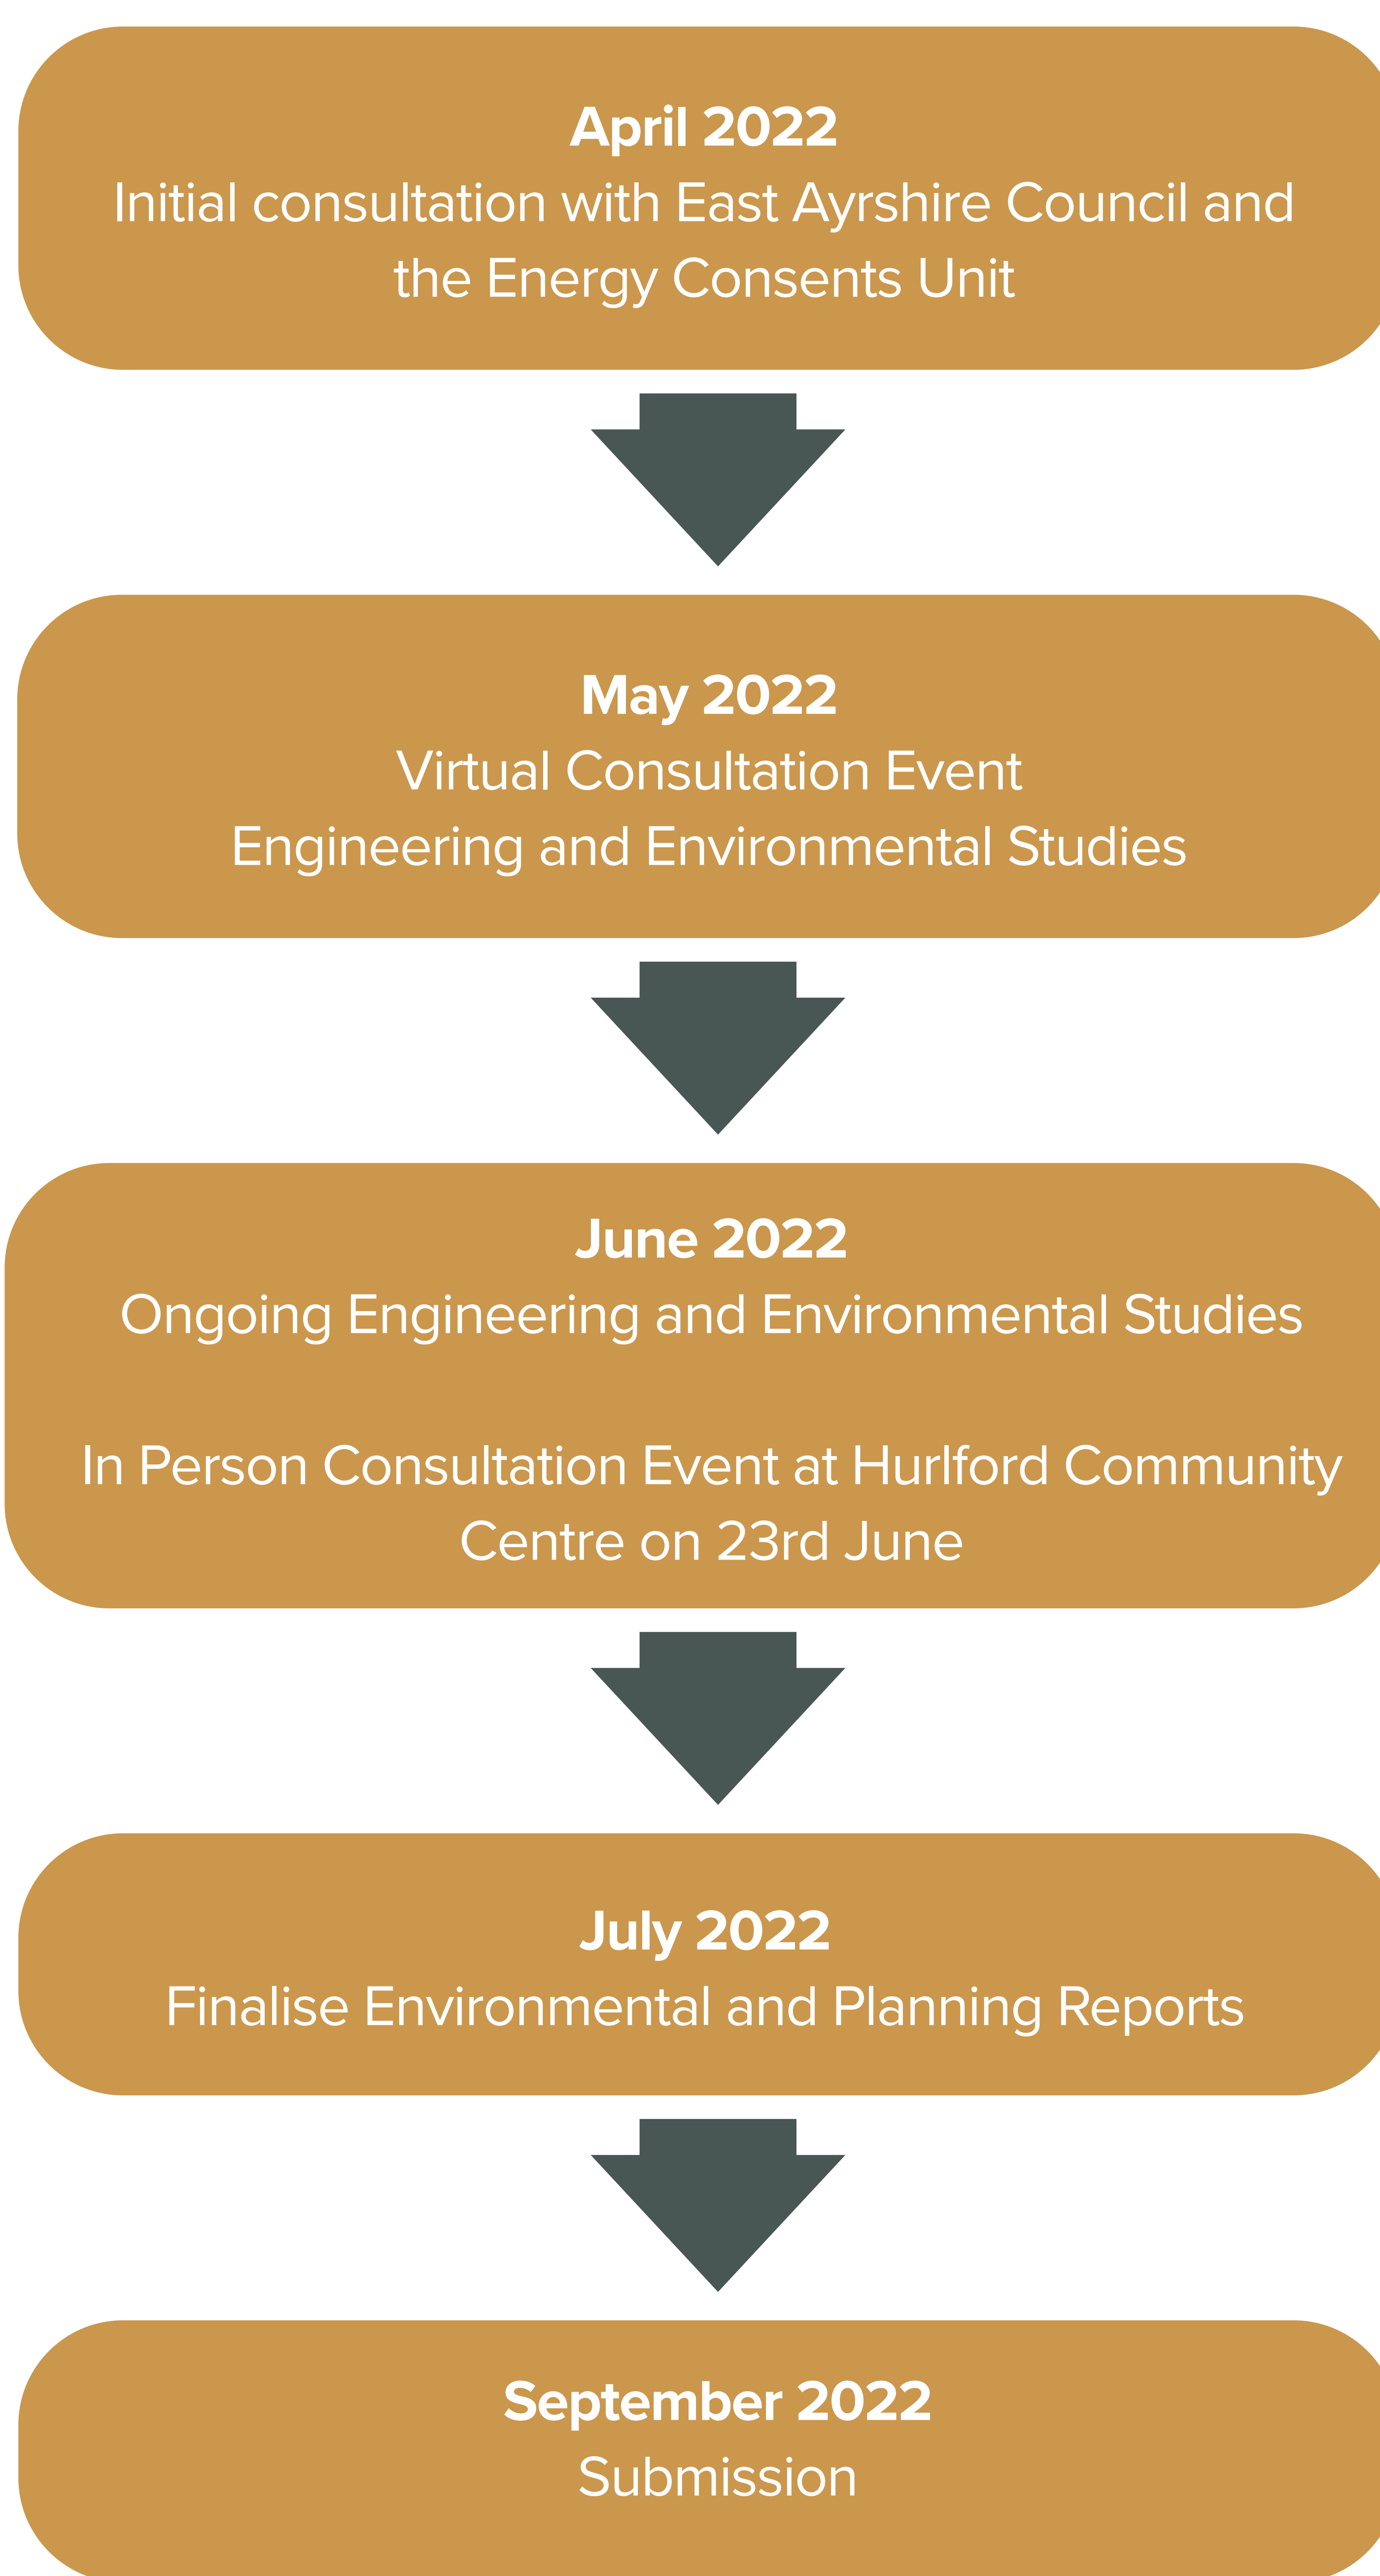 April 2022
Initial consultation with East Ayrshire Council and
the Energy Consents Unit
May 2022
Virtual Consultation Event
Engineering and Environmental Studies
June 2022
Ongoing Engineering and Environmental Studies
In Person Consultation Event at Hurlford Community
Centre on 23rd June
July 2022
Finalise Environmental and Planning Reports
September 2022
Submission